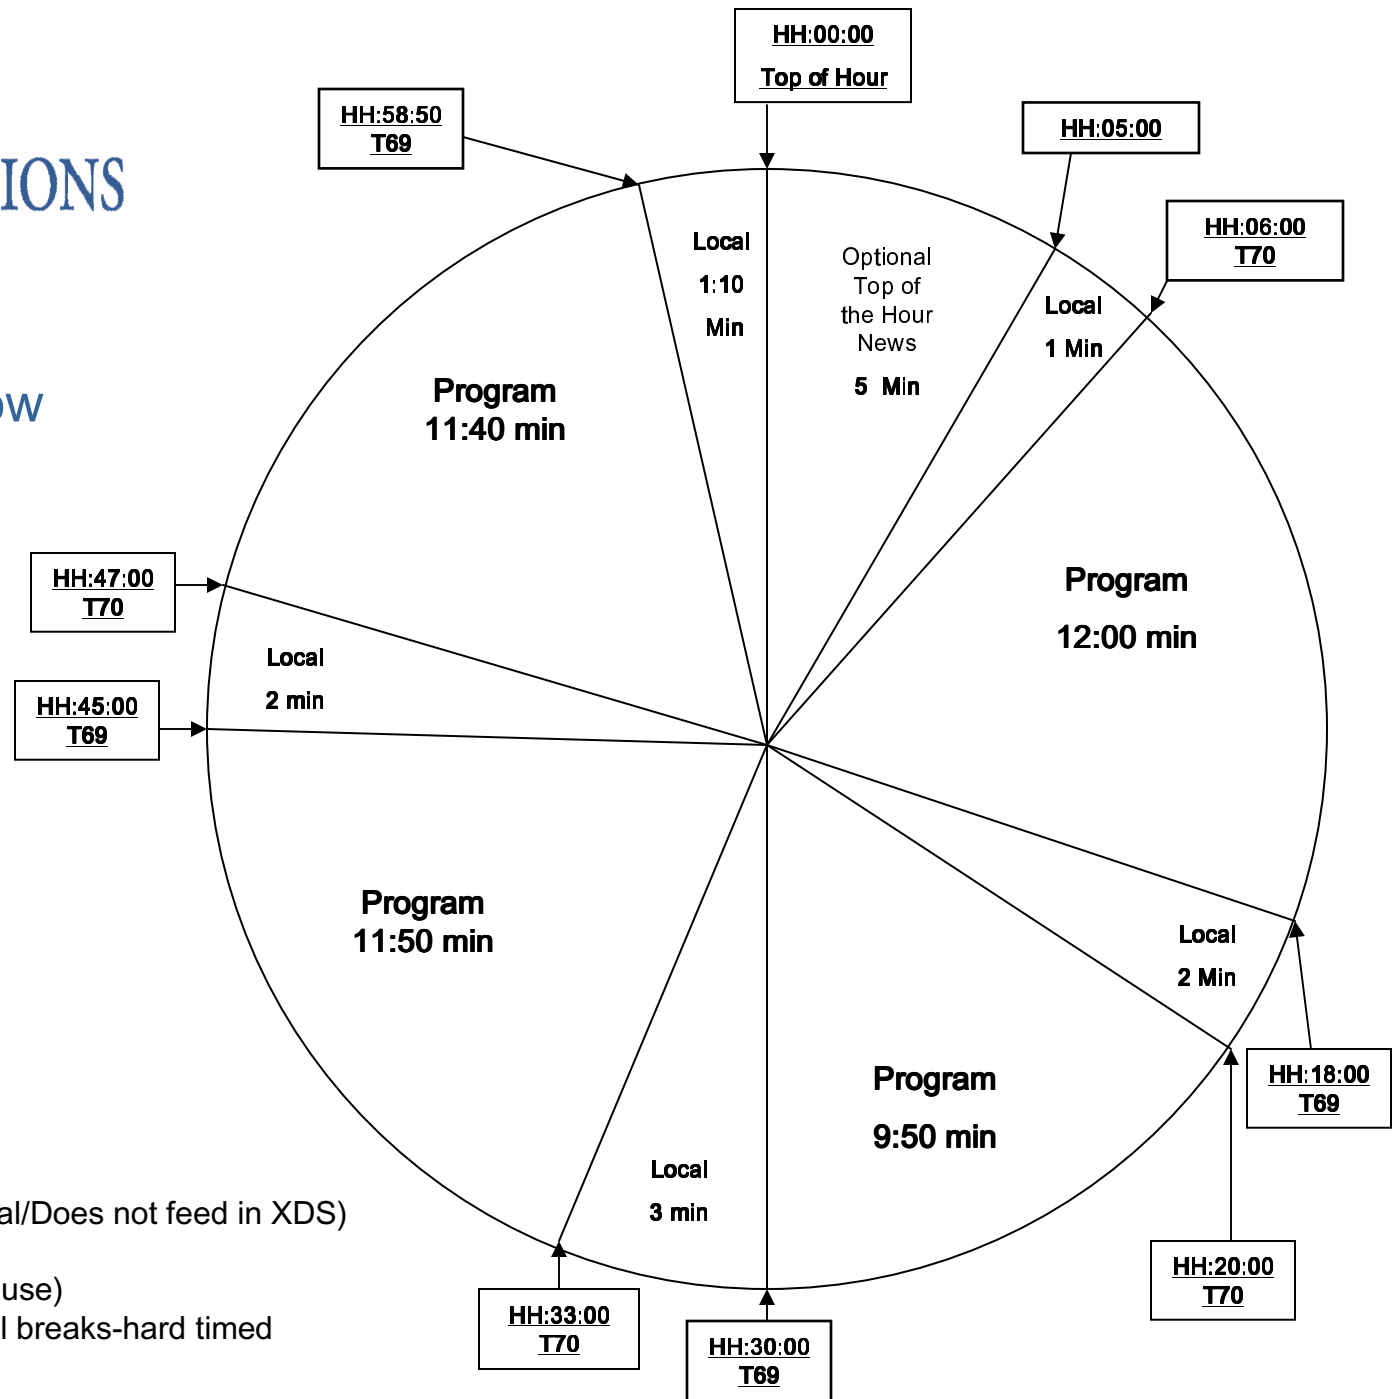 HH:00:00
Top of Hour
HH:58:50
T69
HH:05:00
IONS
HH:06:00
T70
Local
1:10
Min
Optional
Top of
the Hour
News
5 Min
Local
1 Min
Program
11:40 min
ow
HH:47:00
T70
Program
12:00 min
Local
2 min
HH:45:00
T69
Program
11:50 min
Local
2 Min
HH:18:00
T69
Program
9:50 min
Local
3 min
al/Does not feed in XDS)
HH:20:00
T70
use)
l breaks-hard timed
HH:33:00
T70
HH:30:00
T69